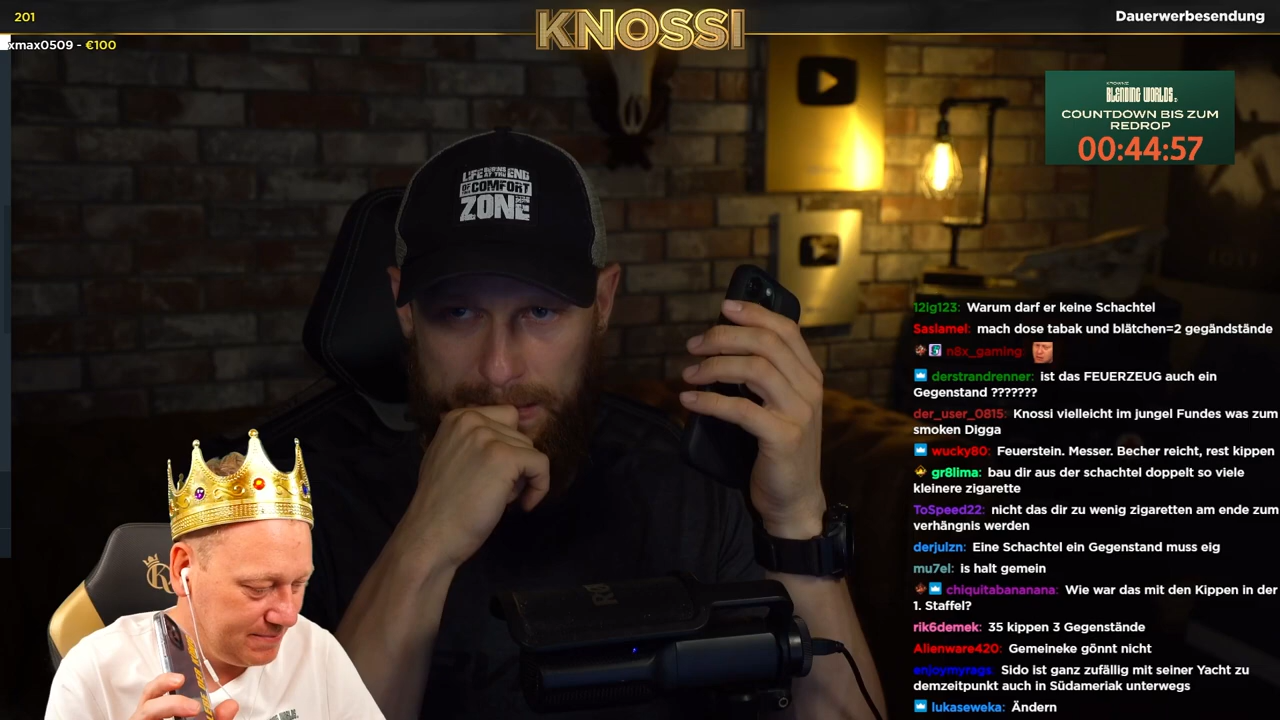 201
KNOSSI
Dauerwerbesendung
xmax0509 - €100
BLENDING WORLDS
COUNTDOWN BIS ZUM
REDROP
00:44:57
LIFE BEGINS
AT THE END
OF COMFORT
ZONE
12ig123: Warum darf er keine Schachtel
Saslamel: mach dose tabak und blätchen=2 gegändstände
n8x_gaming
derstrandrenner: ist das FEUERZEUG auch ein
Gegenstand ???????
der_user_0815: Knossi vielleicht im jungel Fundes was zum
smoken Digga
wucky80: Feuerstein. Messer. Becher reicht, rest kippen
gr8lima: bau dir aus der schachtel doppelt so viele
kleinere zigarette
ToSpeed22: nicht das dir zu wenig zigaretten am ende zum
verhängnis werden
derjulzn: Eine Schachtel ein Gegenstand muss eig
mu7el: is halt gemein
chiquitabananana: Wie war das mit den Kippen in der
1. Staffel?
rik6demek: 35 kippen 3 Gegenstände
Alienware420: Gemeineke gönnt nicht
enjoymyrags: Sido ist ganz zufällig mit seiner Yacht zu
demzeitpunkt auch in Südameriak unterwegs
lukaseweka: Ändern